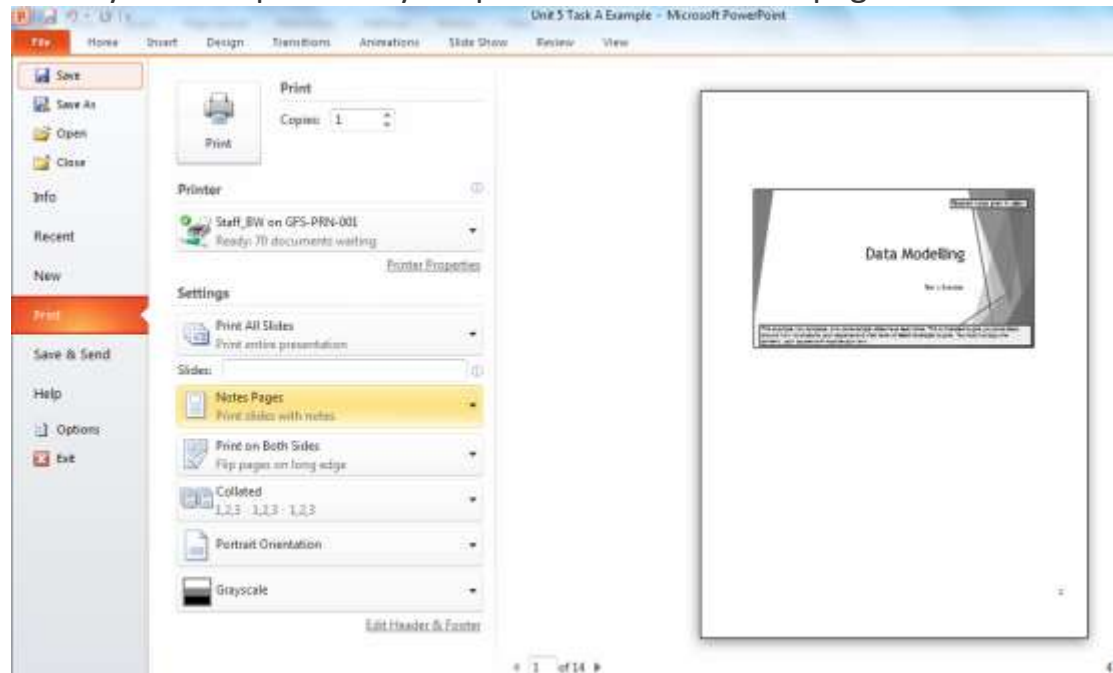 Unit 5 Task A Example - Microsoft PowerPoint
File Home Insert Design Transitions Animations Slide Show Review View
Save
Save As
Open
Close
Info
Recent
New
Print
Save & Send
Help
Options
Exit
Print
Print
Copies: 1
Printer
Staff_BW on GFS-PRN-001
Ready: 70 documents waiting
Printer Properties
Settings
Print All Slides
Print entire presentation
Slides:
Notes Pages
Print slides with notes
Print on Both Sides
Flip pages on long edge
Collated
1,2,3 1,2,3 1,2,3
Portrait Orientation
Grayscale
Edit Header & Footer
Data Modelling
1 of 14